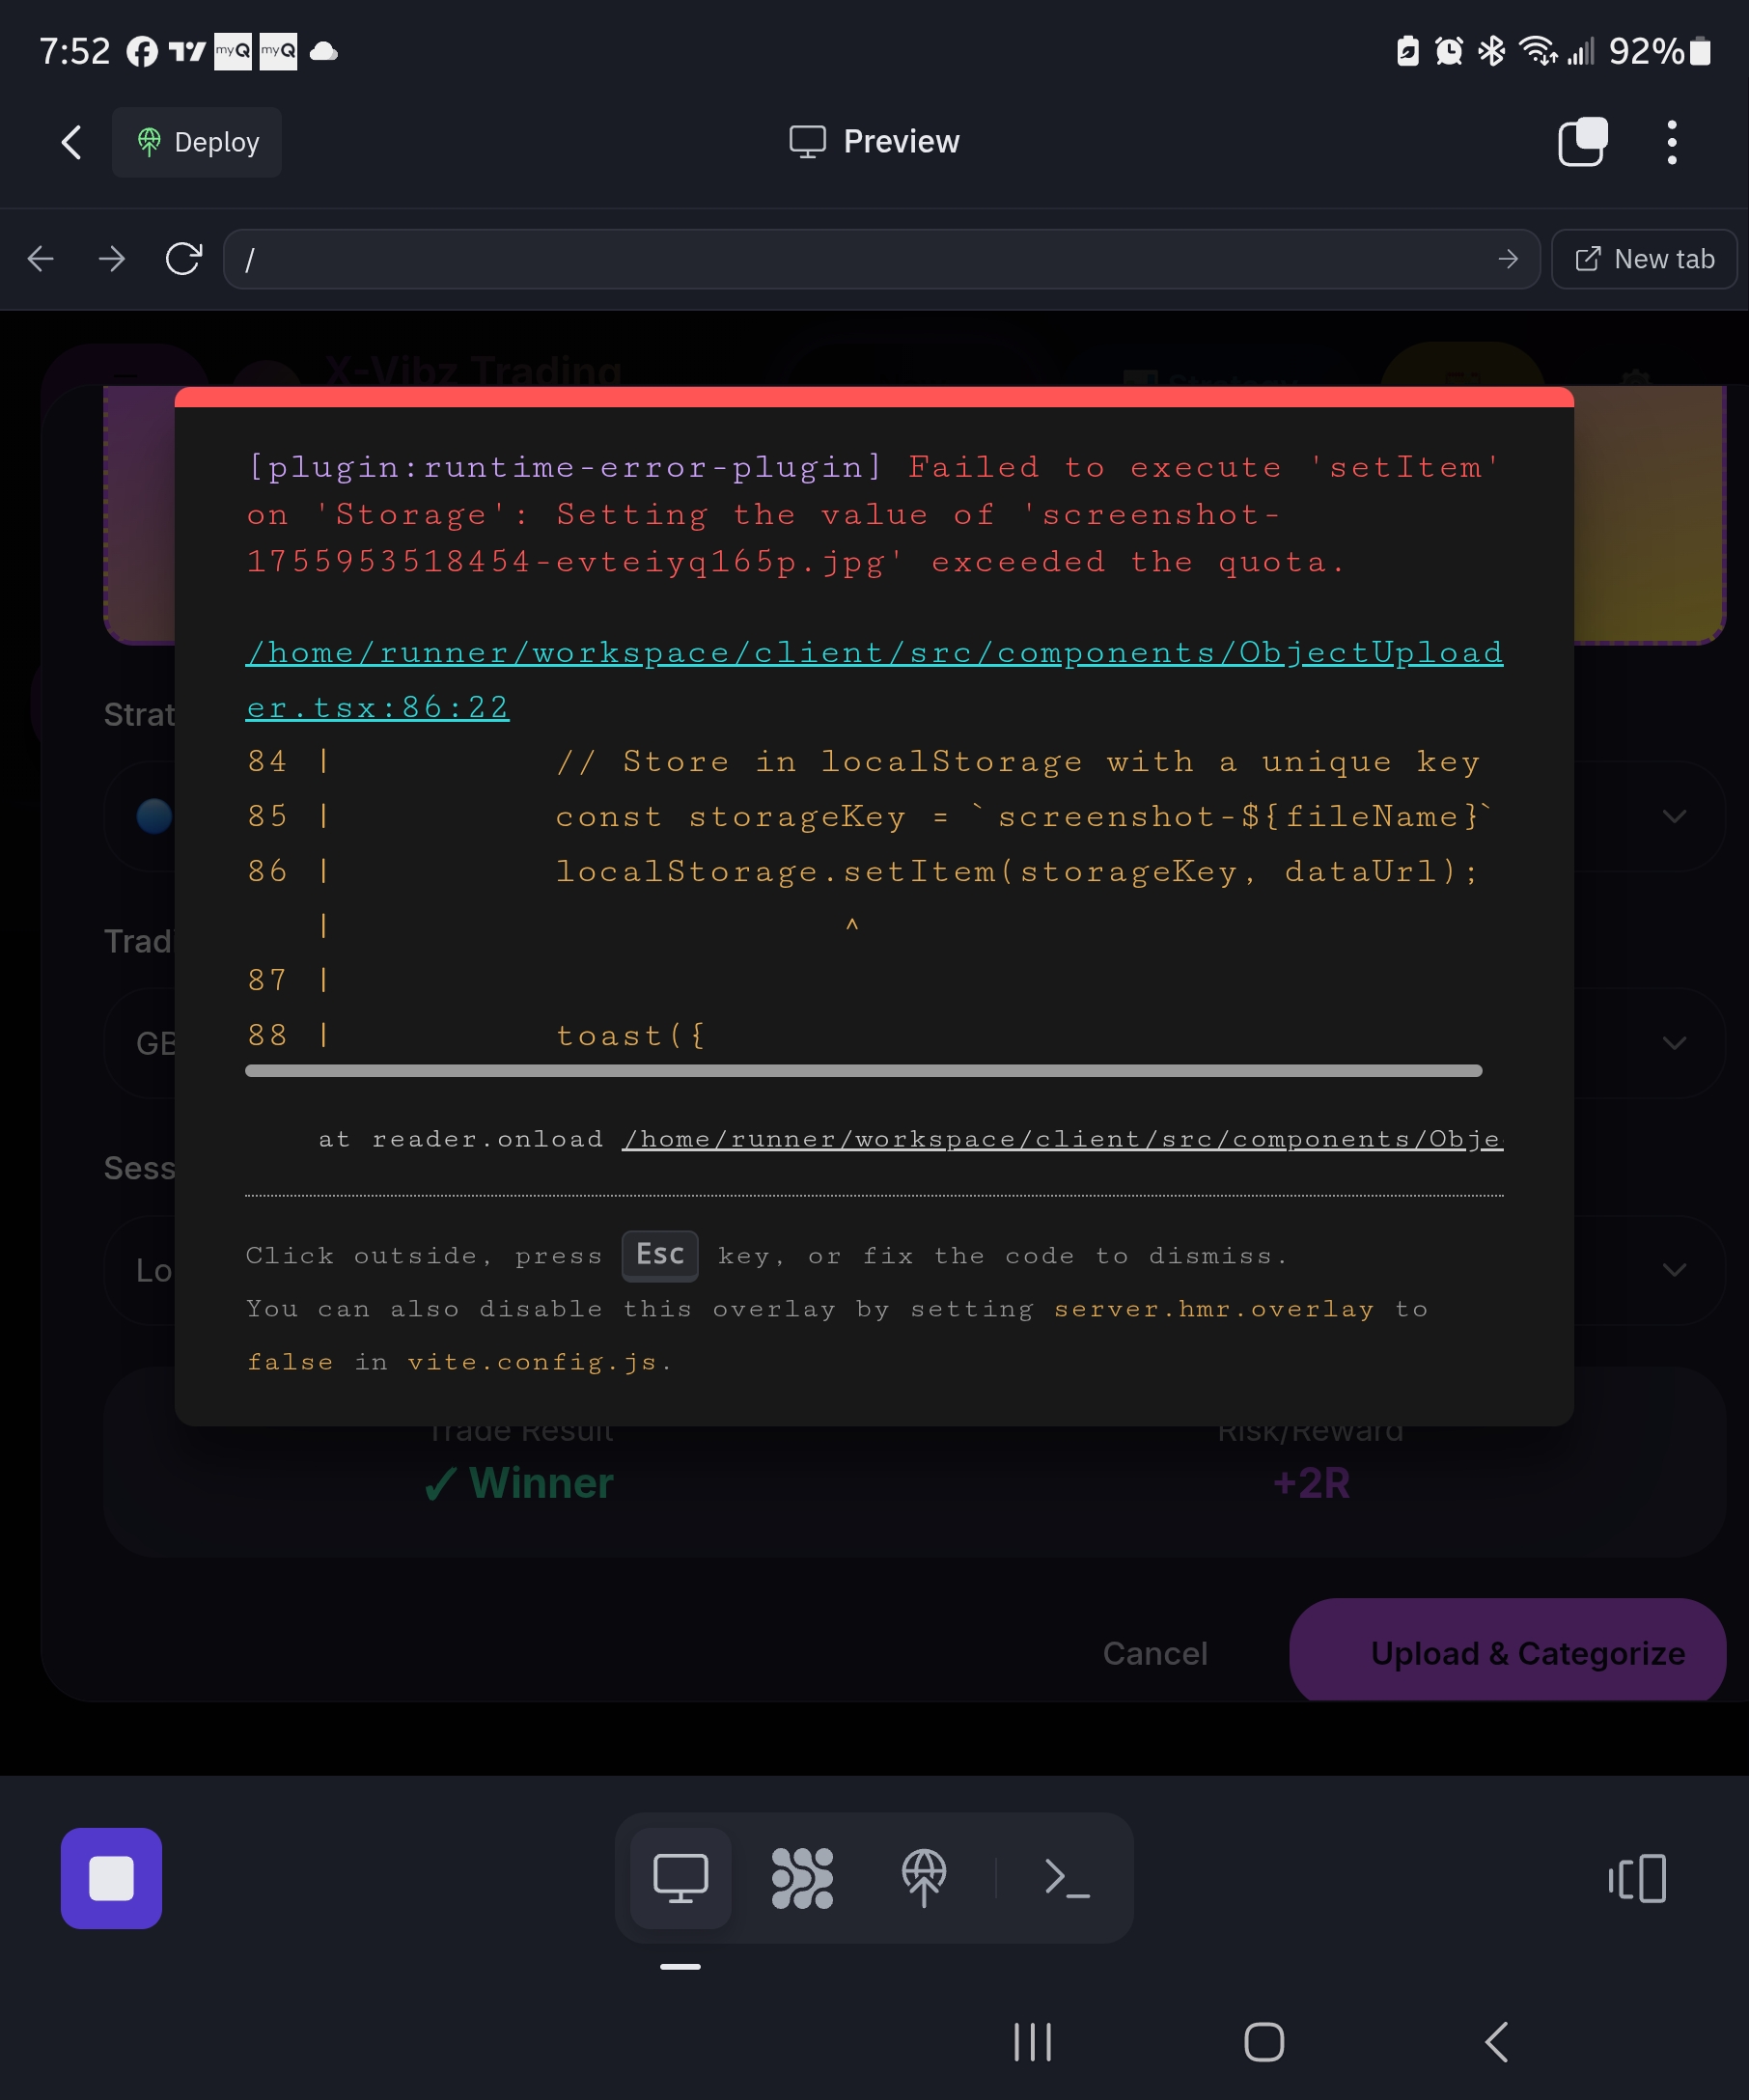 7:52 myQ myQ 92%
Deploy
Preview
/
New tab
X-Vibz Trading
Strategy
[plugin:runtime-error-plugin] Failed to execute 'setItem'
on 'Storage': Setting the value of 'screenshot-
1755953518454-evteiyq165p.jpg' exceeded the quota.
/home/runner/workspace/client/src/components/ObjectUpload
er.tsx:86:22
84 | // Store in localStorage with a unique key
85 | const storageKey = `screenshot-${fileName}`
86 | localStorage.setItem(storageKey, dataUrl);
| ^
87 |
88 | toast({
at reader.onload /home/runner/workspace/client/src/components/Obje
Click outside, press Esc key, or fix the code to dismiss.
You can also disable this overlay by setting server.hmr.overlay to
false in vite.config.js.
Strat
Tradi
GB
Sess
Lo
Trade Result
Risk/Reward
✓ Winner
+2R
Cancel
Upload & Categorize